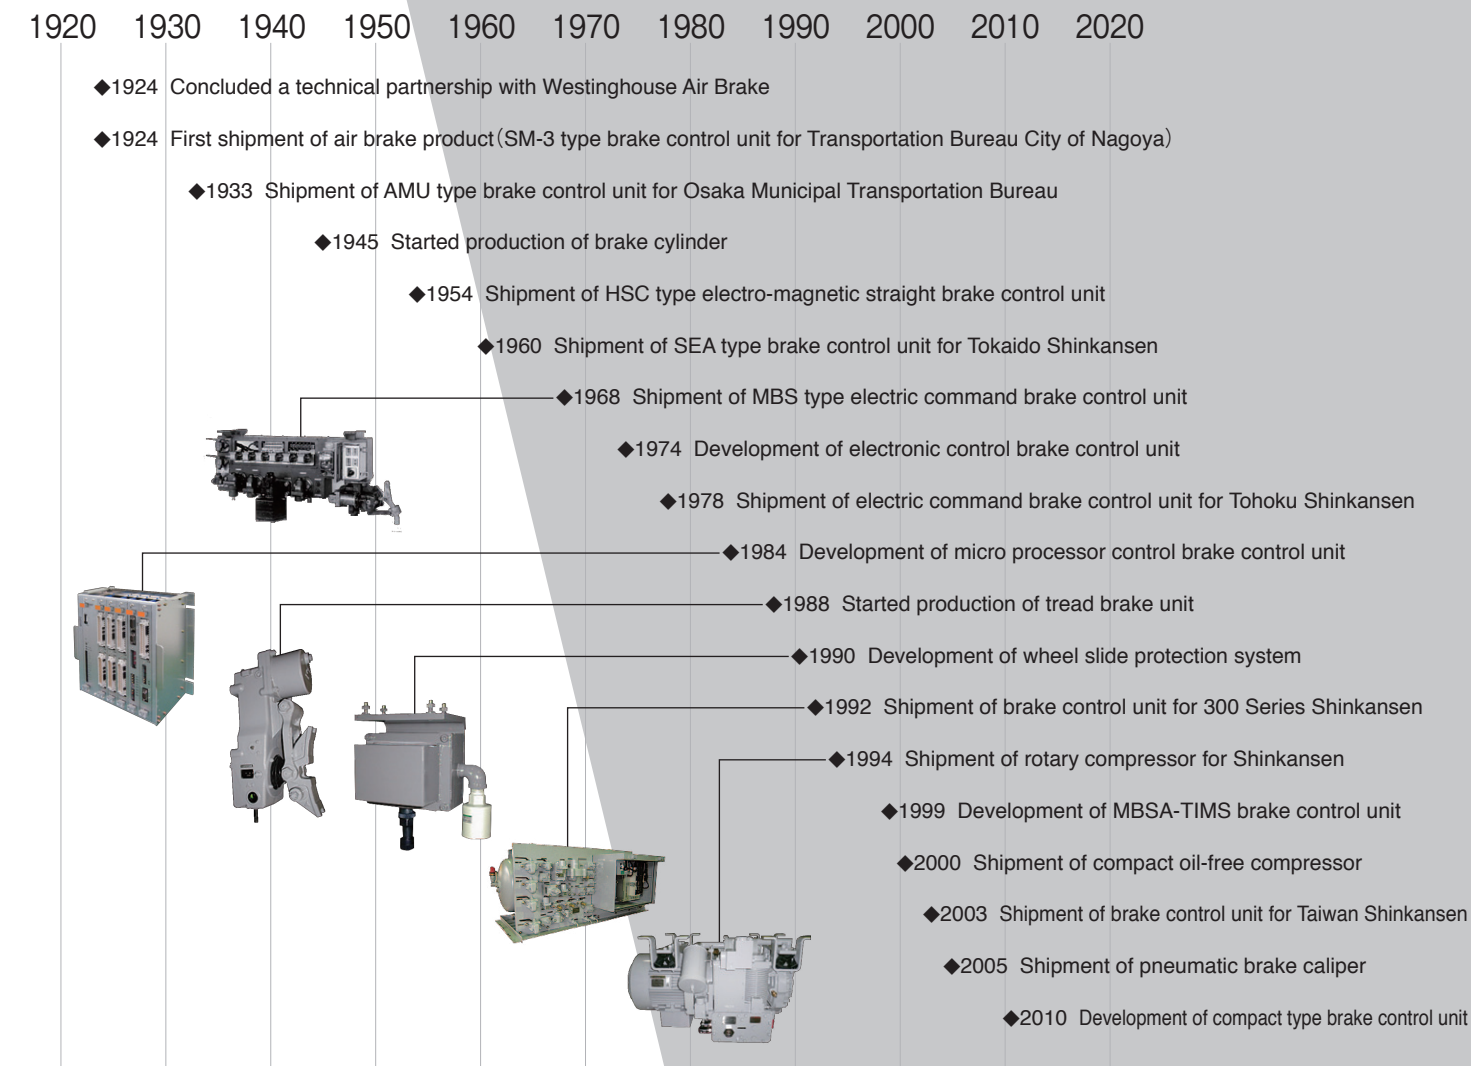 1920 1930 1940 1950 1960 1970 1980 1990 2000 2010 2020
◆1924 Concluded a technical partnership with Westinghouse Air Brake
◆1924 First shipment of air brake product(SM-3 type brake control unit for Transportation Bureau City of Nagoya)
◆1933 Shipment of AMU type brake control unit for Osaka Municipal Transportation Bureau
◆1945 Started production of brake cylinder
◆1954 Shipment of HSC type electro-magnetic straight brake control unit
◆1960 Shipment of SEA type brake control unit for Tokaido Shinkansen
◆1968 Shipment of MBS type electric command brake control unit
◆1974 Development of electronic control brake control unit
◆1978 Shipment of electric command brake control unit for Tohoku Shinkansen
◆1984 Development of micro processor control brake control unit
◆1988 Started production of tread brake unit
◆1990 Development of wheel slide protection system
◆1992 Shipment of brake control unit for 300 Series Shinkansen
◆1994 Shipment of rotary compressor for Shinkansen
◆1999 Development of MBSA-TIMS brake control unit
◆2000 Shipment of compact oil-free compressor
◆2003 Shipment of brake control unit for Taiwan Shinkansen
◆2005 Shipment of pneumatic brake caliper
◆2010 Development of compact type brake control unit